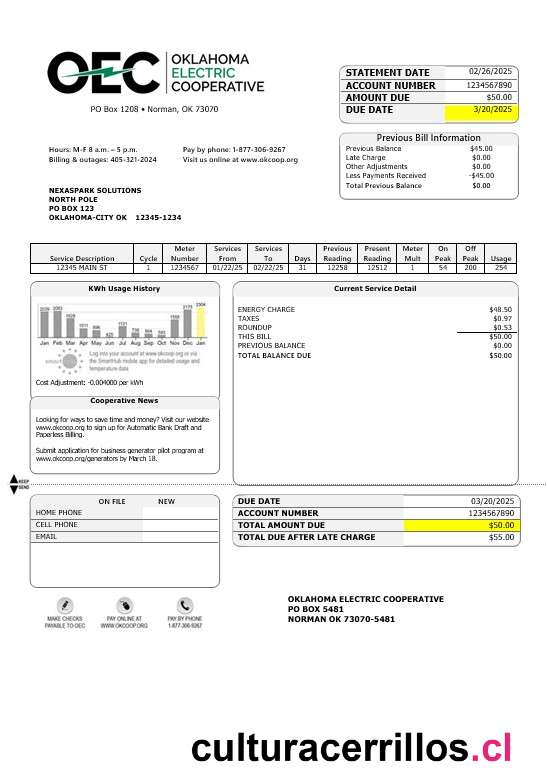 OEC OKLAHOMA
ELECTRIC
COOPERATIVE
PO Box 1208 • Norman, OK 73070
STATEMENT DATE 02/26/2025
ACCOUNT NUMBER 1234567890
AMOUNT DUE $50.00
DUE DATE 3/20/2025
Previous Bill Information
Previous Balance $45.00
Late Charge $0.00
Other Adjustments $0.00
Less Payments Received -$45.00
Total Previous Balance $0.00
Hours: M-F 8 a.m. – 5 p.m. Pay by phone: 1-877-306-9267
Billing & outages: 405-321-2024 Visit us online at www.okcoop.org
NEXASPARK SOLUTIONS
NORTH POLE
PO BOX 123
OKLAHOMA-CITY OK 12345-1234
Meter Services Services Previous Present Meter On Off
Service Description Cycle Number From To Days Reading Reading Mult Peak Peak Usage
12345 MAIN ST 1 1234567 01/22/25 02/22/25 31 12258 12512 1 54 200 254
KWh Usage History
Jan Feb Mar Apr May Jun Jul Aug Sep Oct Nov Dec Jan
Log into your account at www.okcoop.org or via
the SmartHub mobile app for detailed usage and
temperature data.
Cost Adjustment: -0.004000 per kWh
Cooperative News
Looking for ways to save time and money? Visit our website
www.okcoop.org to sign up for Automatic Bank Draft and
Paperless Billing.
Submit application for business generator pilot program at
www.okcoop.org/generators by March 18.
Current Service Detail
ENERGY CHARGE $48.50
TAXES $0.97
ROUNDUP $0.53
THIS BILL $50.00
PREVIOUS BALANCE $0.00
TOTAL BALANCE DUE $50.00
KEEP
SEND
ON FILE NEW
HOME PHONE
CELL PHONE
EMAIL
DUE DATE 03/20/2025
ACCOUNT NUMBER 1234567890
TOTAL AMOUNT DUE $50.00
TOTAL DUE AFTER LATE CHARGE $55.00
MAKE CHECKS
PAYABLE TO OEC
PAY ONLINE AT
WWW.OKCOOP.ORG
PAY BY PHONE
1-877-306-9267
OKLAHOMA ELECTRIC COOPERATIVE
PO BOX 5481
NORMAN OK 73070-5481
culturacerrillos.cl